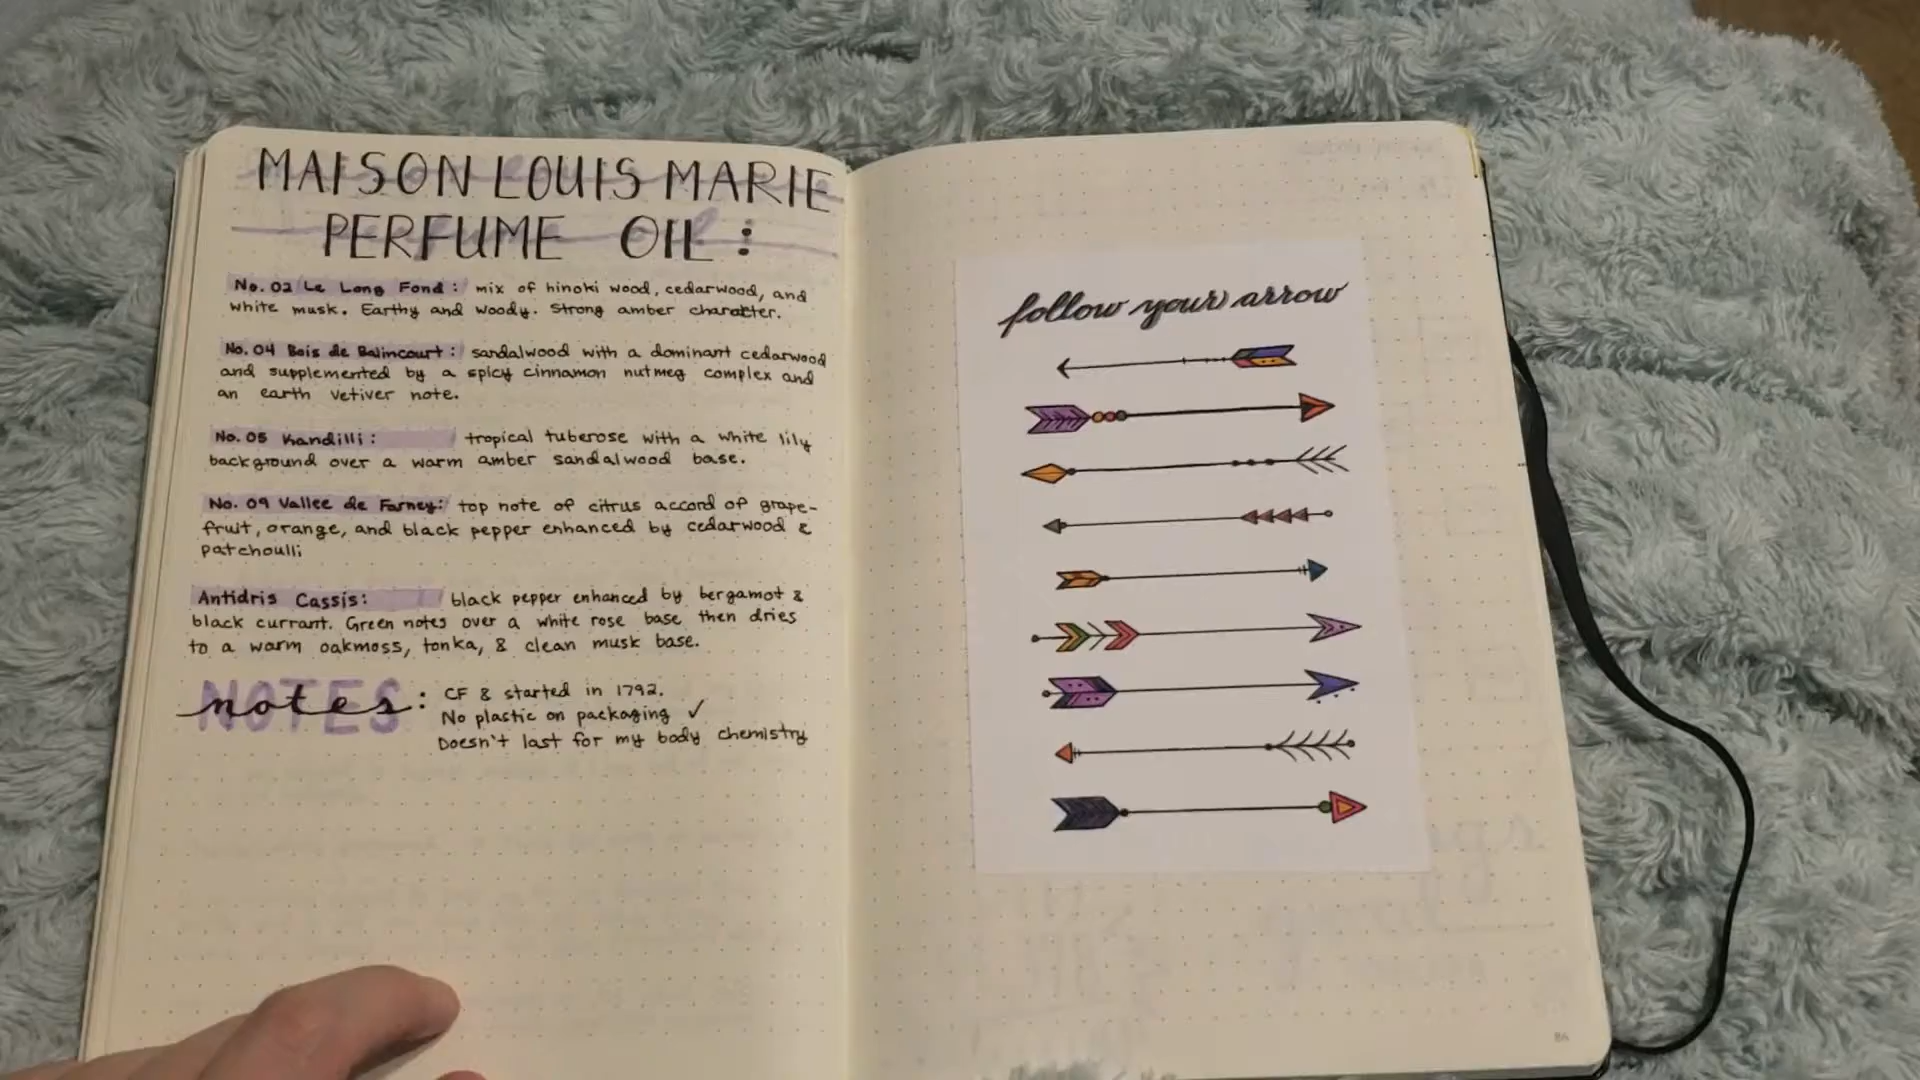 MAISON LOUIS MARIE
PERFUME OIL :
No. 02 Le Long Fond : mix of hinoki wood, cedarwood, and
white musk. Earthy and woody. Strong amber character.
No. 04 Bois de Balincourt : sandalwood with a dominant cedarwood
and supplemented by a spicy cinnamon nutmeg complex and
an earth vetiver note.
No. 05 Kandilli : tropical tuberose with a white lily
background over a warm amber sandalwood base.
No. 09 Vallee de Farney: top note of citrus accord of grape-
fruit, orange, and black pepper enhanced by cedarwood &
patchoulli
Antidris Cassis: black pepper enhanced by bergamot &
black currant. Green notes over a white rose base then dries
to a warm oakmoss, tonka, & clean musk base.
NOTES
notes : CF & started in 1792.
No plastic on packaging ✓
Doesn't last for my body chemistry
follow your arrow
86